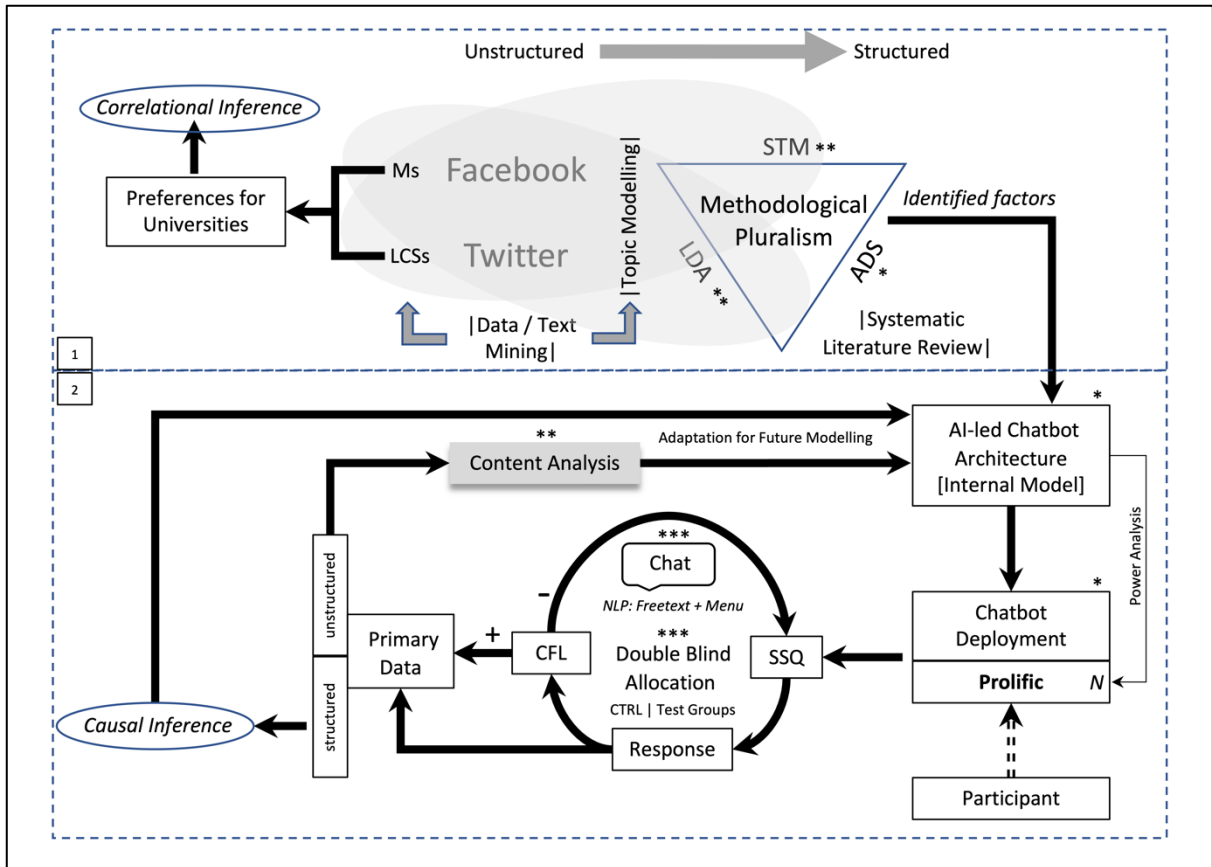 Unstructured
Structured
Correlational Inference
STM **
Ms
Facebook
Preferences for
Universities
|Topic Modelling|
Methodological
Pluralism
Identified factors
LCSs
Twitter
LDA **
ADS *
|Data / Text
Mining|
|Systematic
Literature Review|
1
2
*
**
Adaptation for Future Modelling
AI-led Chatbot
Architecture
[Internal Model]
Content Analysis
Power Analysis
***
Chat
unstructured
-
NLP: Freetext + Menu
*
Chatbot
Deployment
***
Primary
Data
+
CFL
Double Blind
Allocation
SSQ
Prolific
N
CTRL | Test Groups
structured
Causal Inference
Response
Participant